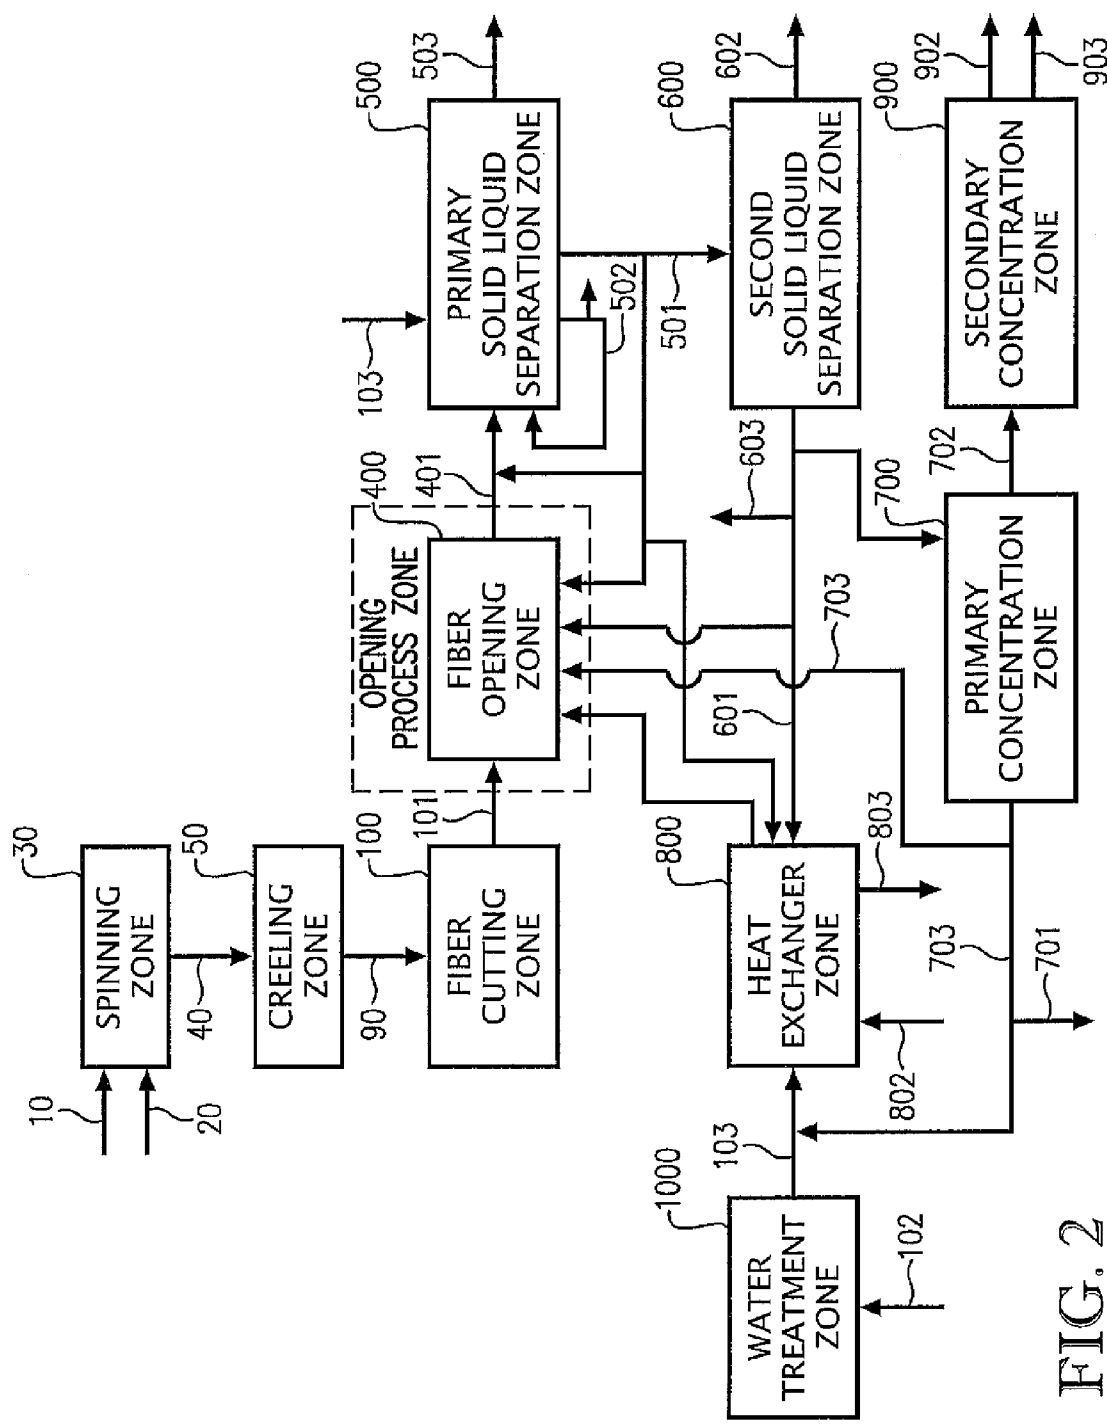 30
SPINNING
ZONE
10
20
40
50
CREELING
ZONE
90
100
FIBER
CUTTING
ZONE
101
OPENING
PROCESS ZONE
400
FIBER
OPENING
ZONE
401
103
500
PRIMARY
SOLID LIQUID
SEPARATION ZONE
503
502
501
600
SECOND
SOLID LIQUID
SEPARATION ZONE
602
603
601
703
1000
WATER
TREATMENT
ZONE
102
103
800
HEAT
EXCHANGER
ZONE
802
803
700
PRIMARY
CONCENTRATION
ZONE
703
701
702
900
SECONDARY
CONCENTRATION
ZONE
902
903
FIG. 2